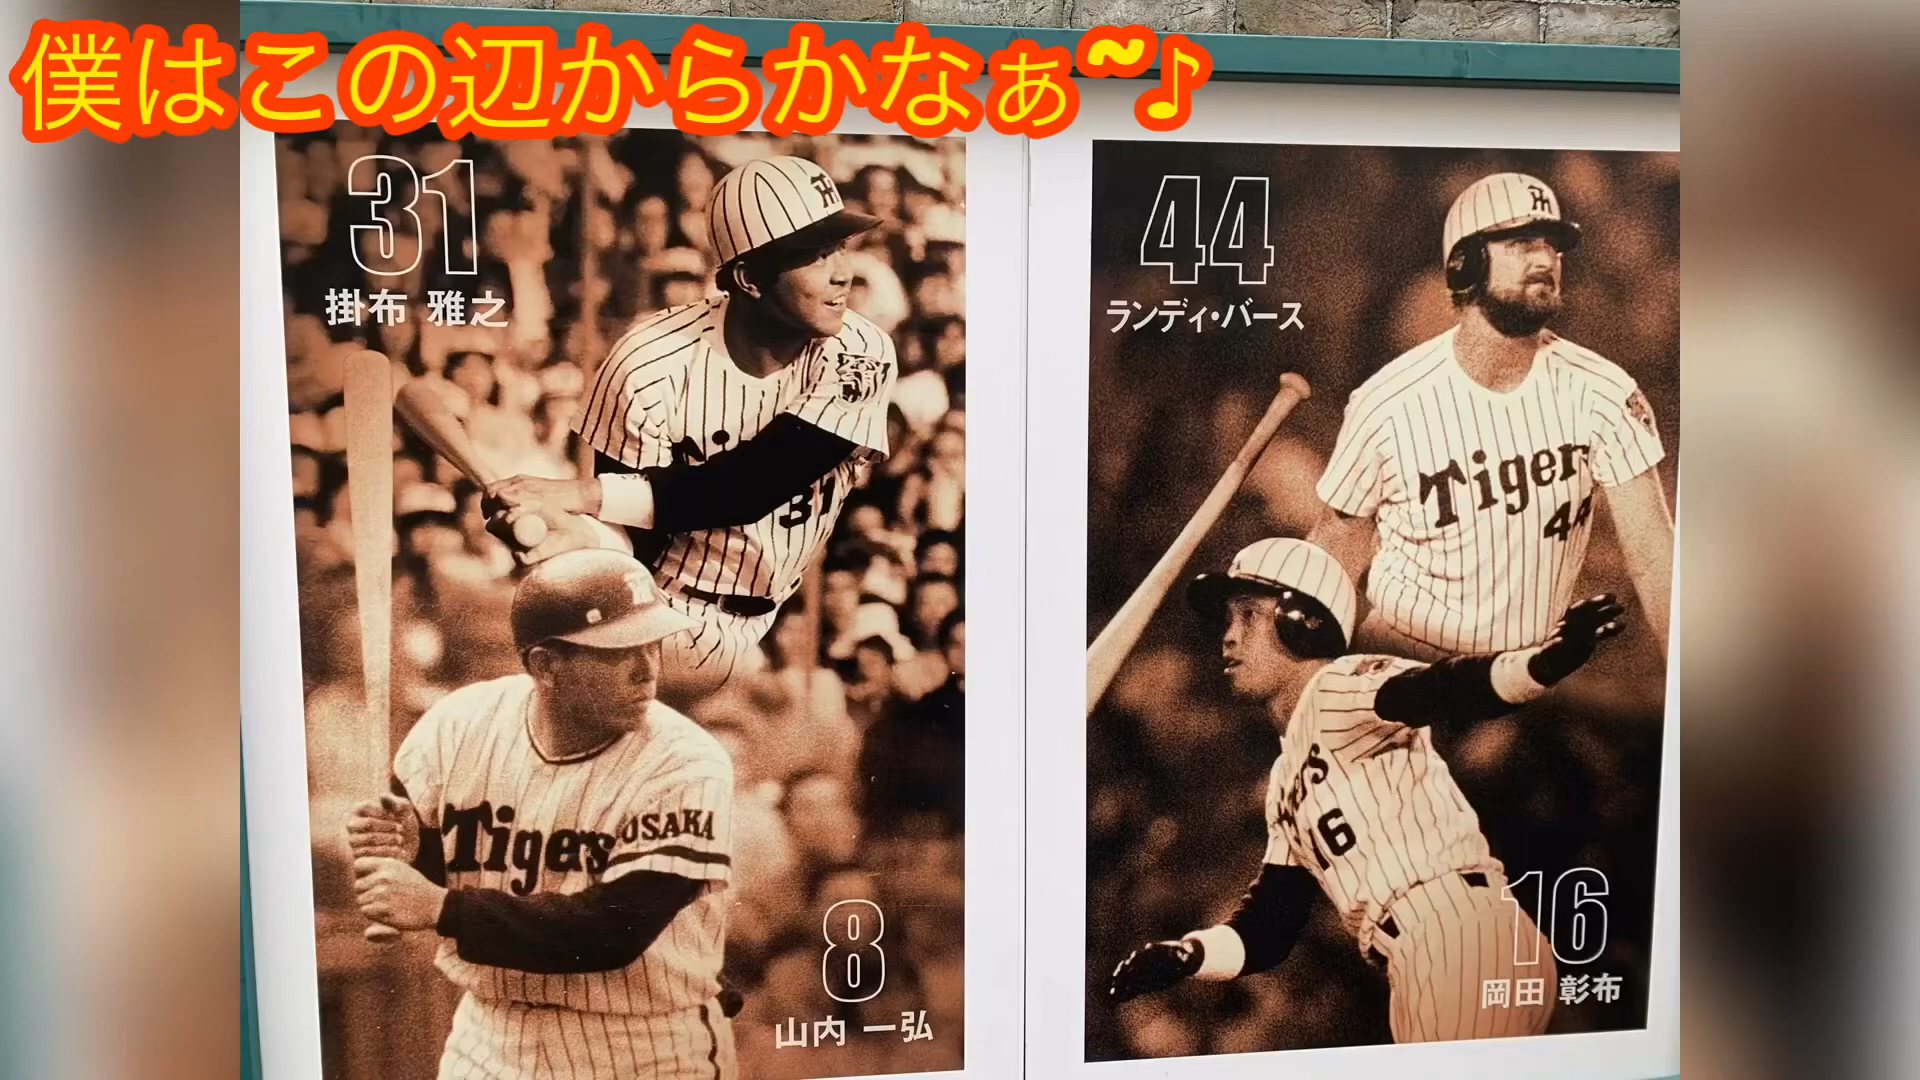 僕はこの辺からかなぁ~♪
31
掛布 雅之
31
Tigers
OSAKA
8
山内 一弘
44
ランディ・バース
Tigers
44
16
16
岡田 彰布